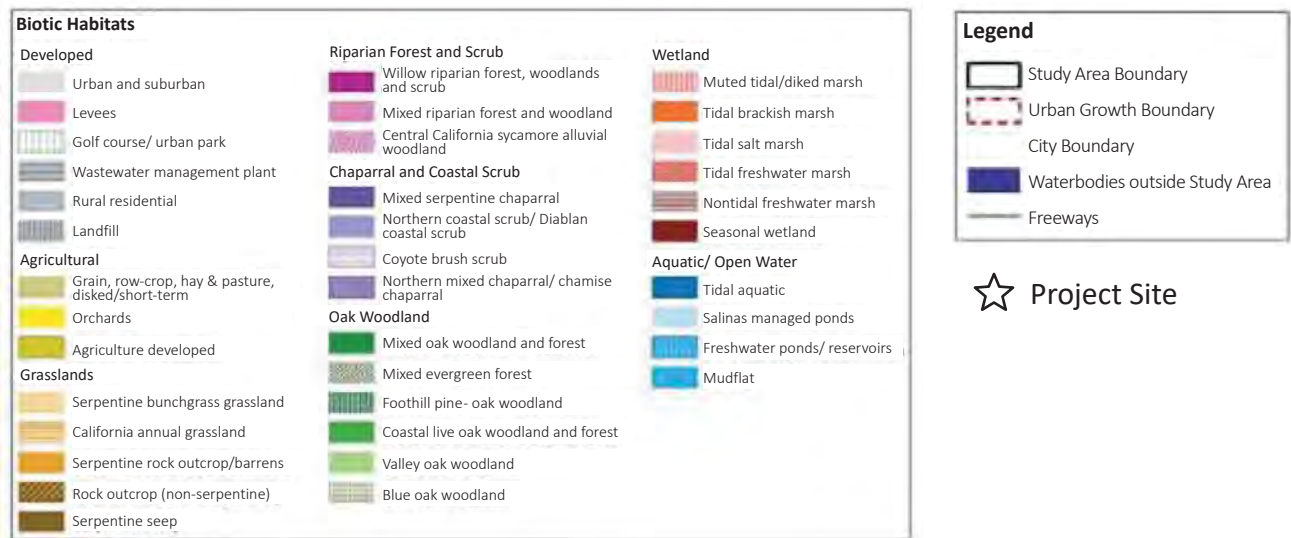 Biotic Habitats
Developed
Urban and suburban
Levees
Golf course/ urban park
Wastewater management plant
Rural residential
Landfill
Agricultural
Grain, row-crop, hay & pasture,
disked/short-term
Orchards
Agriculture developed
Grasslands
Serpentine bunchgrass grassland
California annual grassland
Serpentine rock outcrop/barrens
Rock outcrop (non-serpentine)
Serpentine seep
Riparian Forest and Scrub
Willow riparian forest, woodlands
and scrub
Mixed riparian forest and woodland
Central California sycamore alluvial
woodland
Chaparral and Coastal Scrub
Mixed serpentine chaparral
Northern coastal scrub/ Diablan
coastal scrub
Coyote brush scrub
Northern mixed chaparral/ chamise
chaparral
Oak Woodland
Mixed oak woodland and forest
Mixed evergreen forest
Foothill pine- oak woodland
Coastal live oak woodland and forest
Valley oak woodland
Blue oak woodland
Wetland
Muted tidal/diked marsh
Tidal brackish marsh
Tidal salt marsh
Tidal freshwater marsh
Nontidal freshwater marsh
Seasonal wetland
Aquatic/ Open Water
Tidal aquatic
Salinas managed ponds
Freshwater ponds/ reservoirs
Mudflat
Legend
Study Area Boundary
Urban Growth Boundary
City Boundary
Waterbodies outside Study Area
Freeways
Project Site